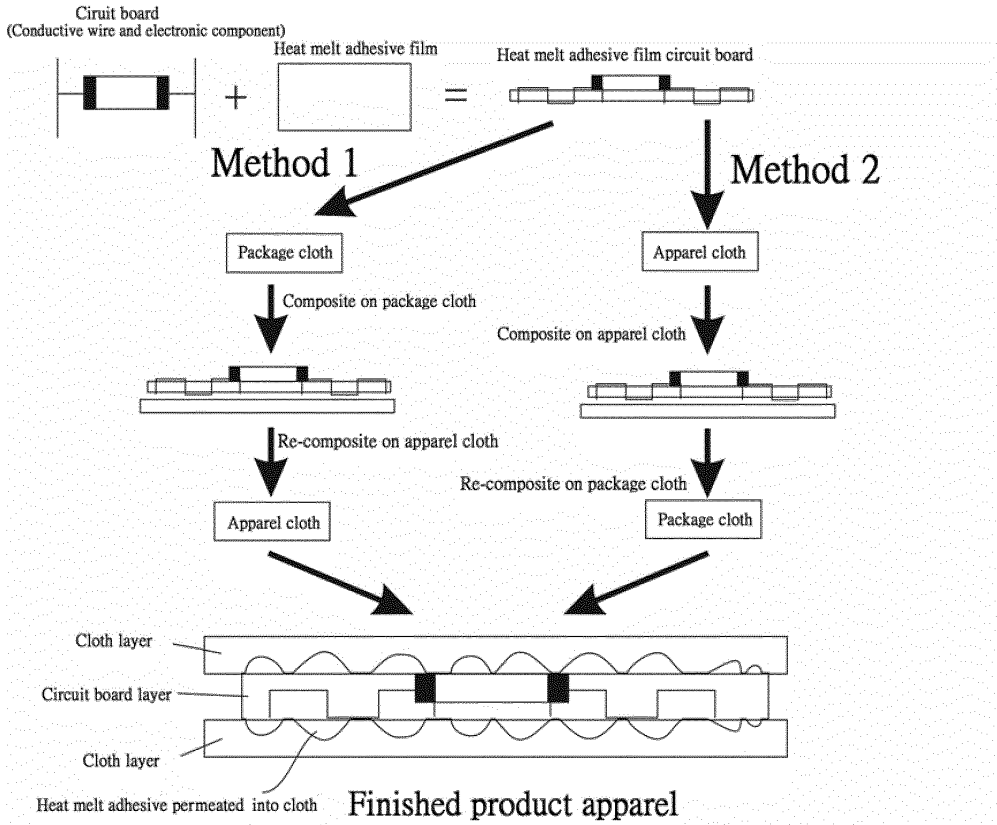 Ciruit board
(Conductive wire and electronic component)
Heat melt adhesive film
Heat melt adhesive film circuit board
+
=
Method 1
Method 2
Package cloth
Apparel cloth
Composite on package cloth
Composite on apparel cloth
Re-composite on apparel cloth
Re-composite on package cloth
Apparel cloth
Package cloth
Cloth layer
Circuit board layer
Cloth layer
Heat melt adhesive permeated into cloth
Finished product apparel